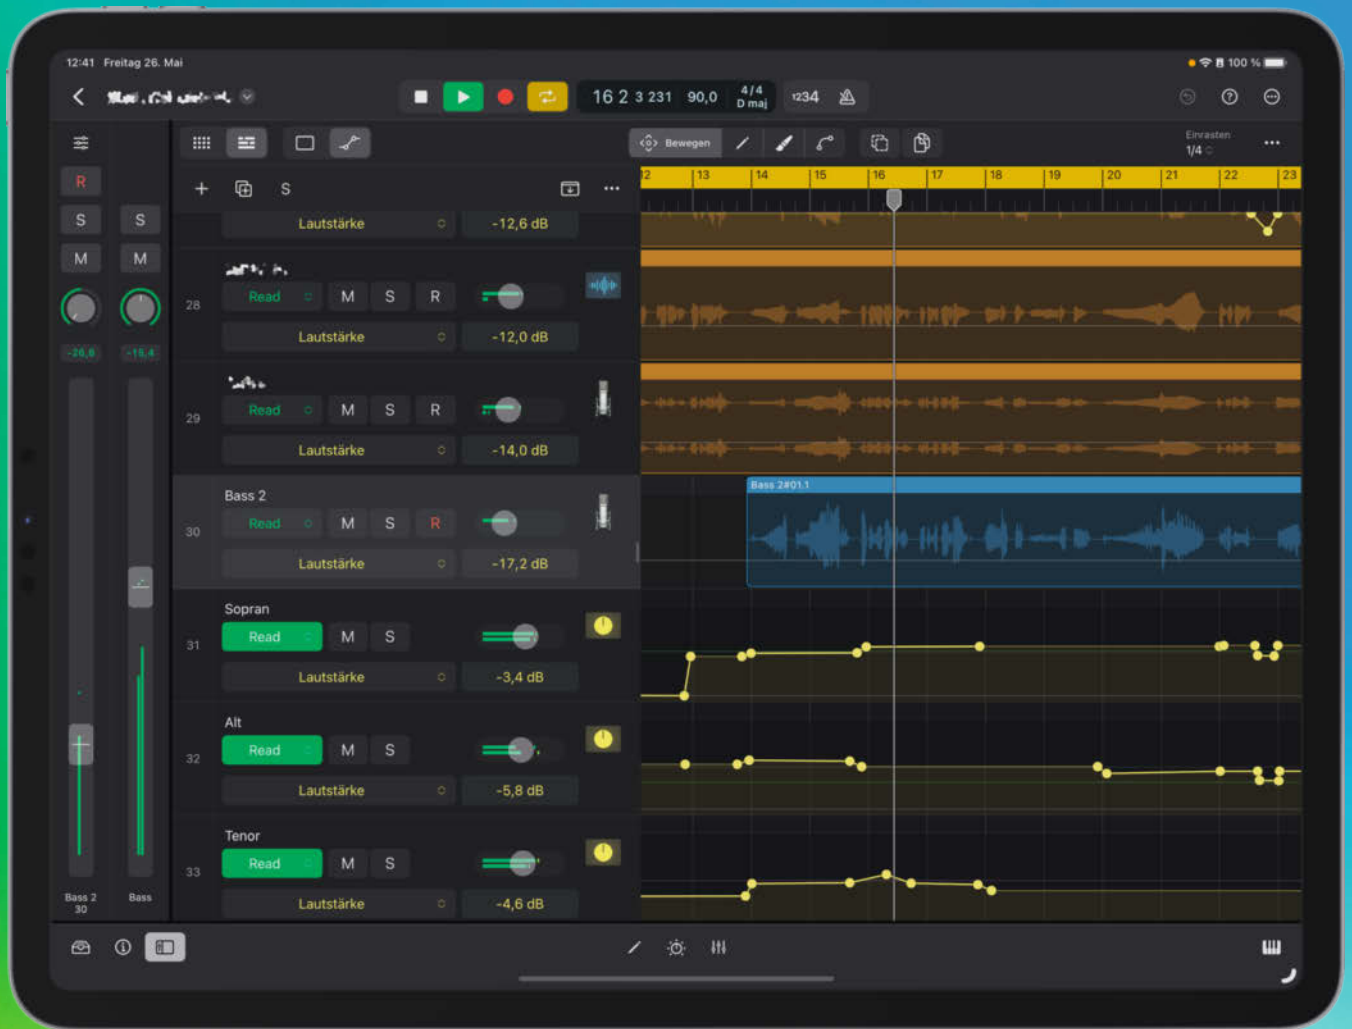 12:41 Freitag 26. Mai
100 %
16 2 3 231 90,0 4/4 D maj 1234
Bewegen
Einrasten
1/4
R
S
S S
M M
-26,6 -15,4
Bass 2
30
Bass
12 13 14 15 16 17 18 19 20 21 22 23
Lautstärke -12,6 dB
28
Read M S R
Lautstärke -12,0 dB
29
Read M S R
Lautstärke -14,0 dB
Bass 2
30
Read M S R
Lautstärke -17,2 dB
Bass 2#01.1
Sopran
31
Read M S
Lautstärke -3,4 dB
Alt
32
Read M S
Lautstärke -5,8 dB
Tenor
33
Read M S
Lautstärke -4,6 dB